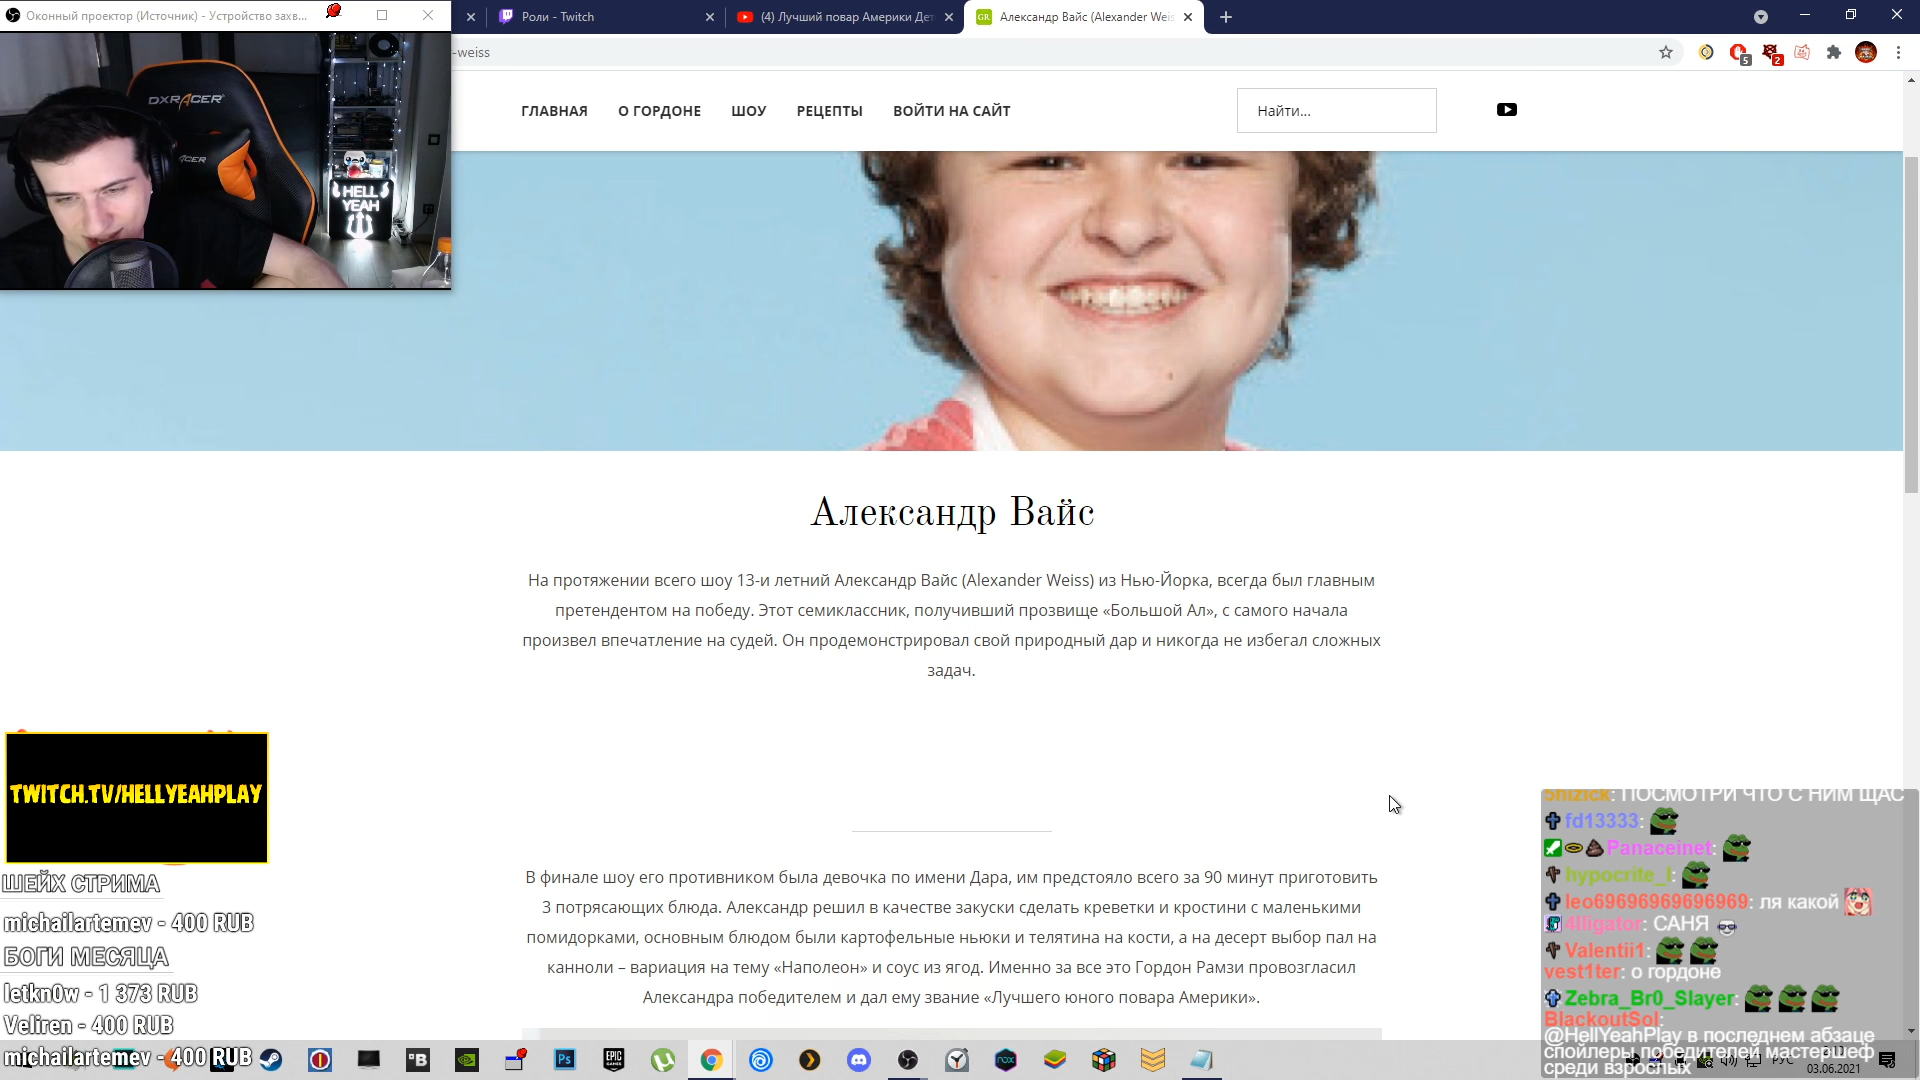 Оконный проектор (Источник) - Устройство захв...
Роли - Twitch
(4) Лучший повар Америки Дет
Александр Вайс (Alexander Weis
-weiss
5
2
ГЛАВНАЯ
О ГОРДОНЕ
ШОУ
РЕЦЕПТЫ
ВОЙТИ НА САЙТ
Найти...
DXRACER
ACER
HELL
YEAH
Александр Вайс
На протяжении всего шоу 13-и летний Александр Вайс (Alexander Weiss) из Нью-Йорка, всегда был главным
претендентом на победу. Этот семиклассник, получивший прозвище «Большой Ал», с самого начала
произвел впечатление на судей. Он продемонстрировал свой природный дар и никогда не избегал сложных
задач.
В финале шоу его противником была девочка по имени Дара, им предстояло всего за 90 минут приготовить
3 потрясающих блюда. Александр решил в качестве закуски сделать креветки и кростини с маленькими
помидорками, основным блюдом были картофельные ньюки и телятина на кости, а на десерт выбор пал на
канноли – вариация на тему «Наполеон» и соус из ягод. Именно за все это Гордон Рамзи провозгласил
Александра победителем и дал ему звание «Лучшего юного повара Америки».
TWITCH.TV/HELLYEAHPLAY
ШЕЙХ СТРИМА
michailartemev - 400 RUB
БОГИ МЕСЯЦА
letkn0w - 1 373 RUB
Veliren - 400 RUB
michailartemev - 400 RUB
5hizick: ПОСМОТРИ ЧТО С НИМ ЩАС
fd13333:
Panaceinet:
hypocrite_l:
leo69696969696969: ля какой
4lligator: САНЯ
Valentii1:
vest1ter: о гордоне
Zebra_Br0_Slayer:
BlackoutSol:
@HellYeahPlay в последнем абзаце
спойлеры победителей мастершеф
среди взрослых
РУС
03.06.2021